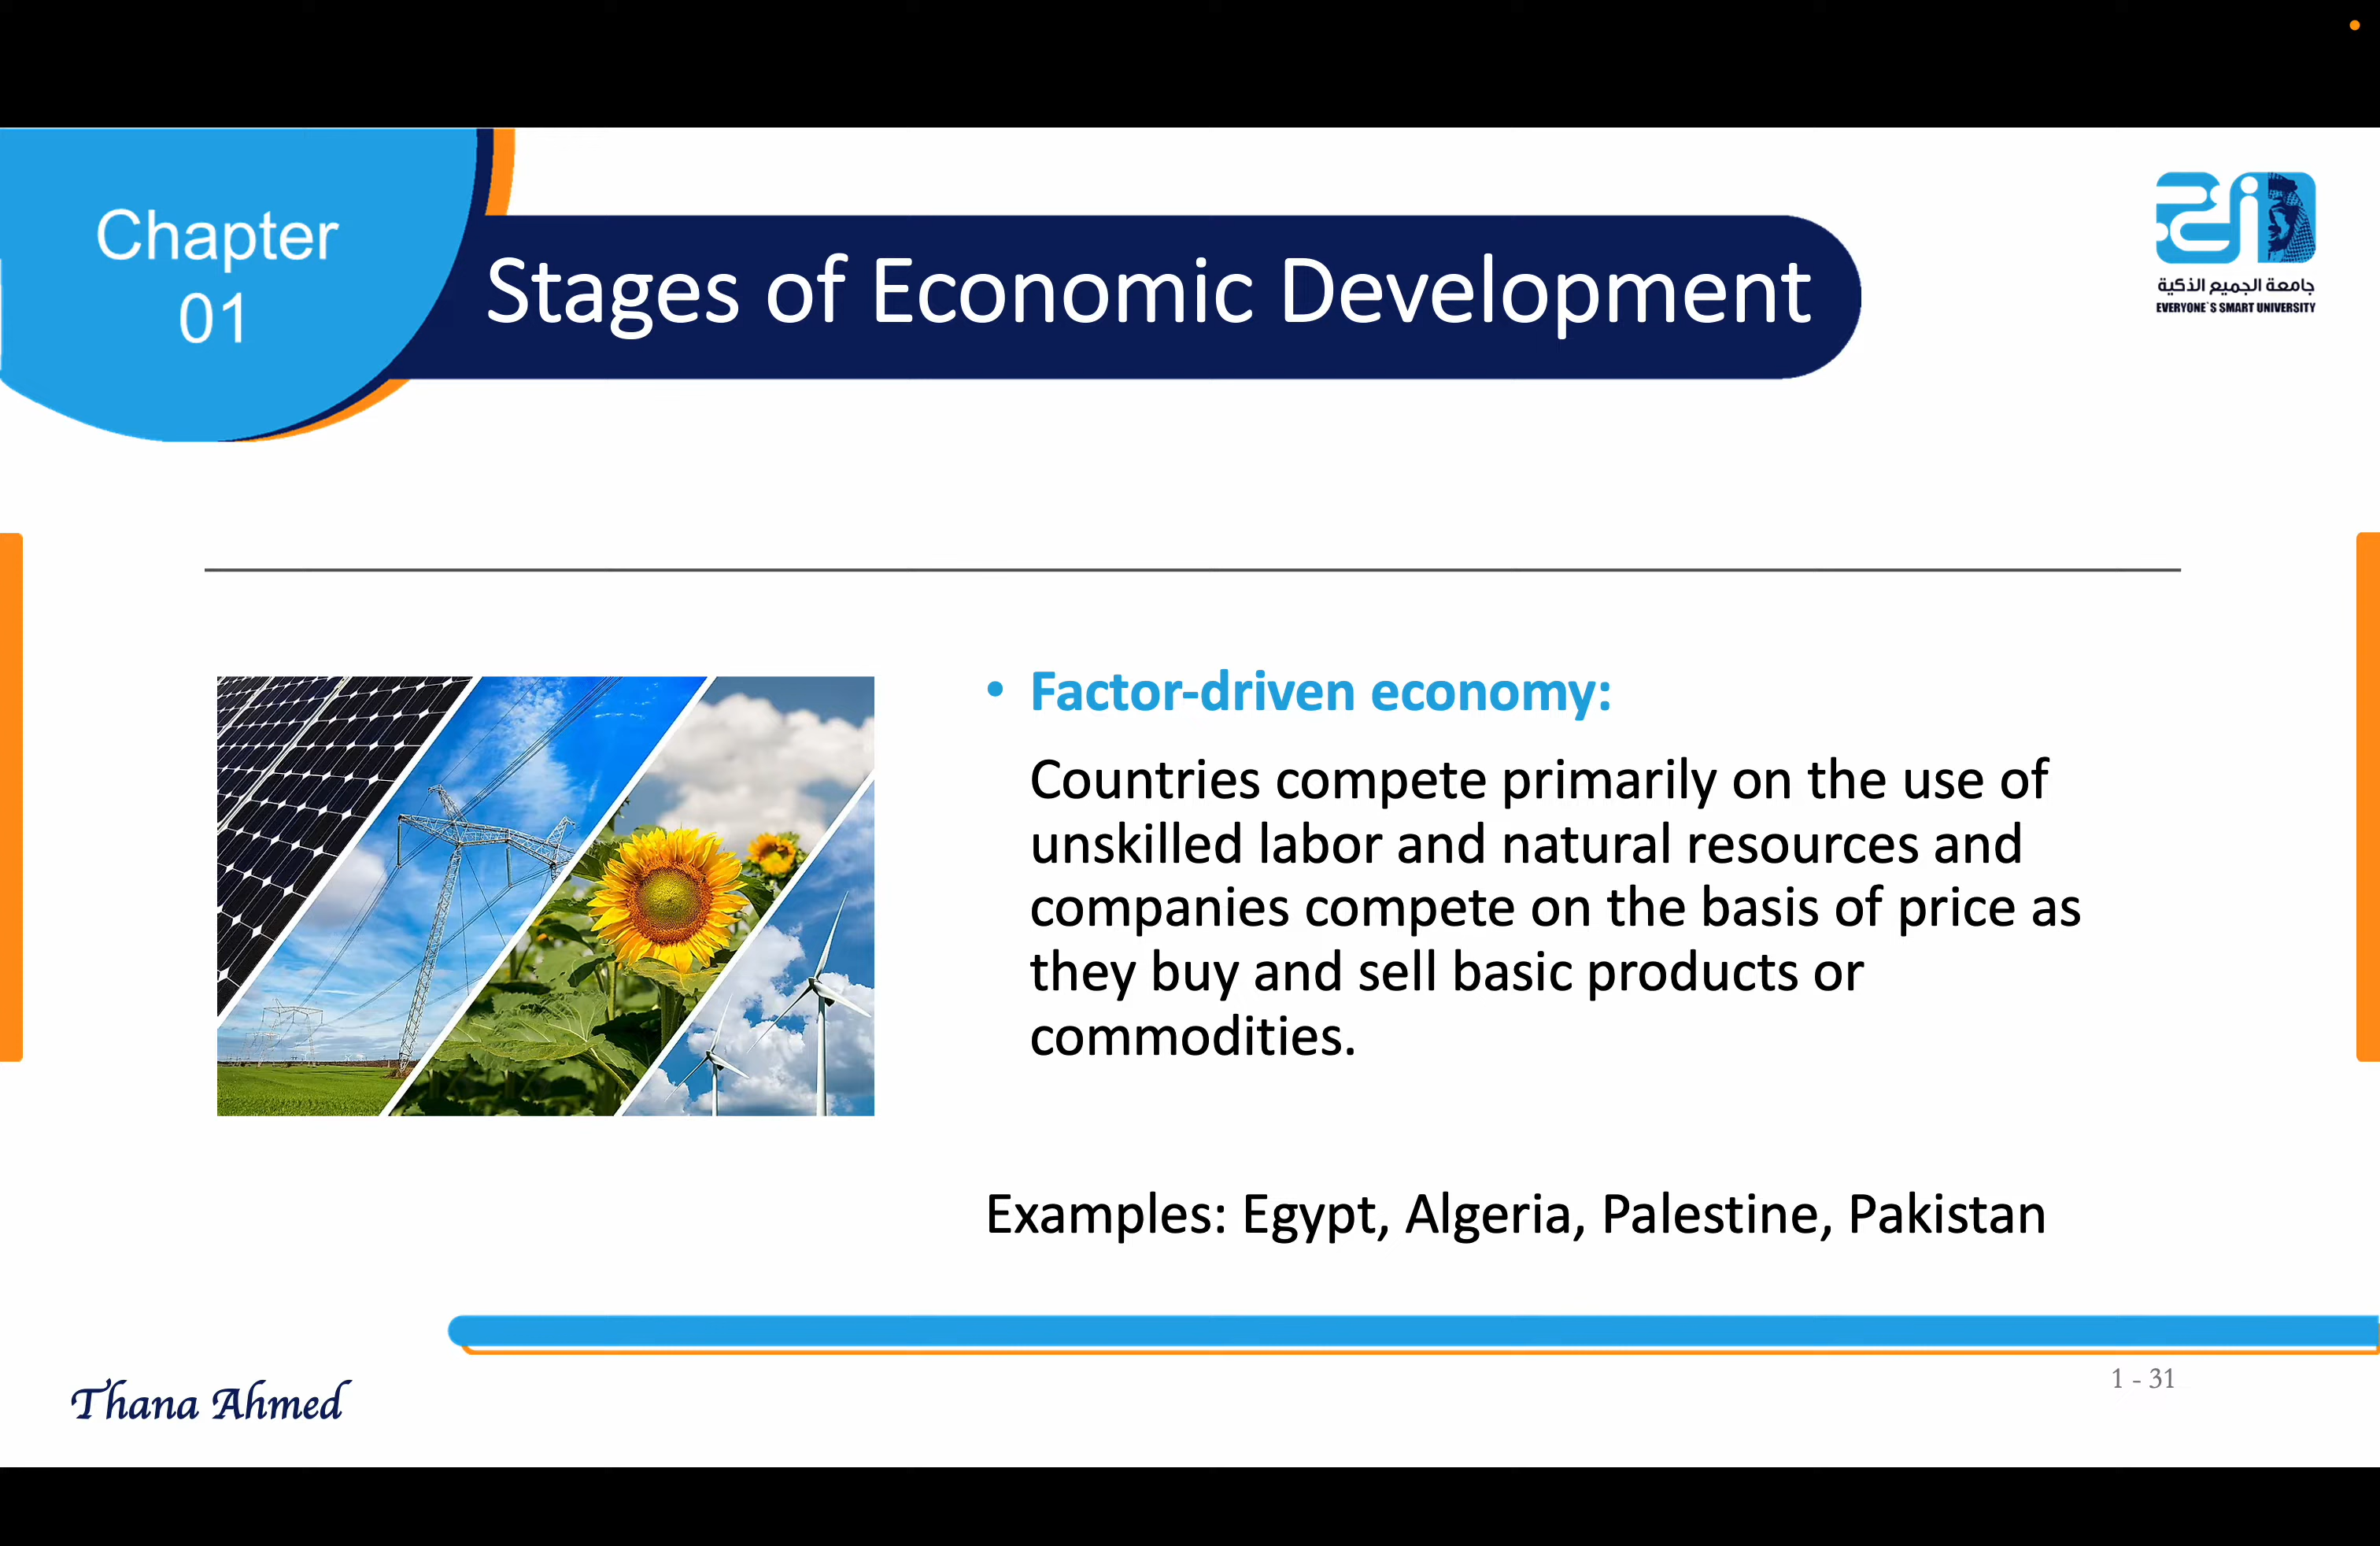 Chapter
01
Stages of Economic Development
جامعة الجميع الذكية
EVERYONE`S SMART UNIVERSITY
• Factor-driven economy:
Countries compete primarily on the use of
unskilled labor and natural resources and
companies compete on the basis of price as
they buy and sell basic products or
commodities.
Examples: Egypt, Algeria, Palestine, Pakistan
Thana Ahmed
1 - 31